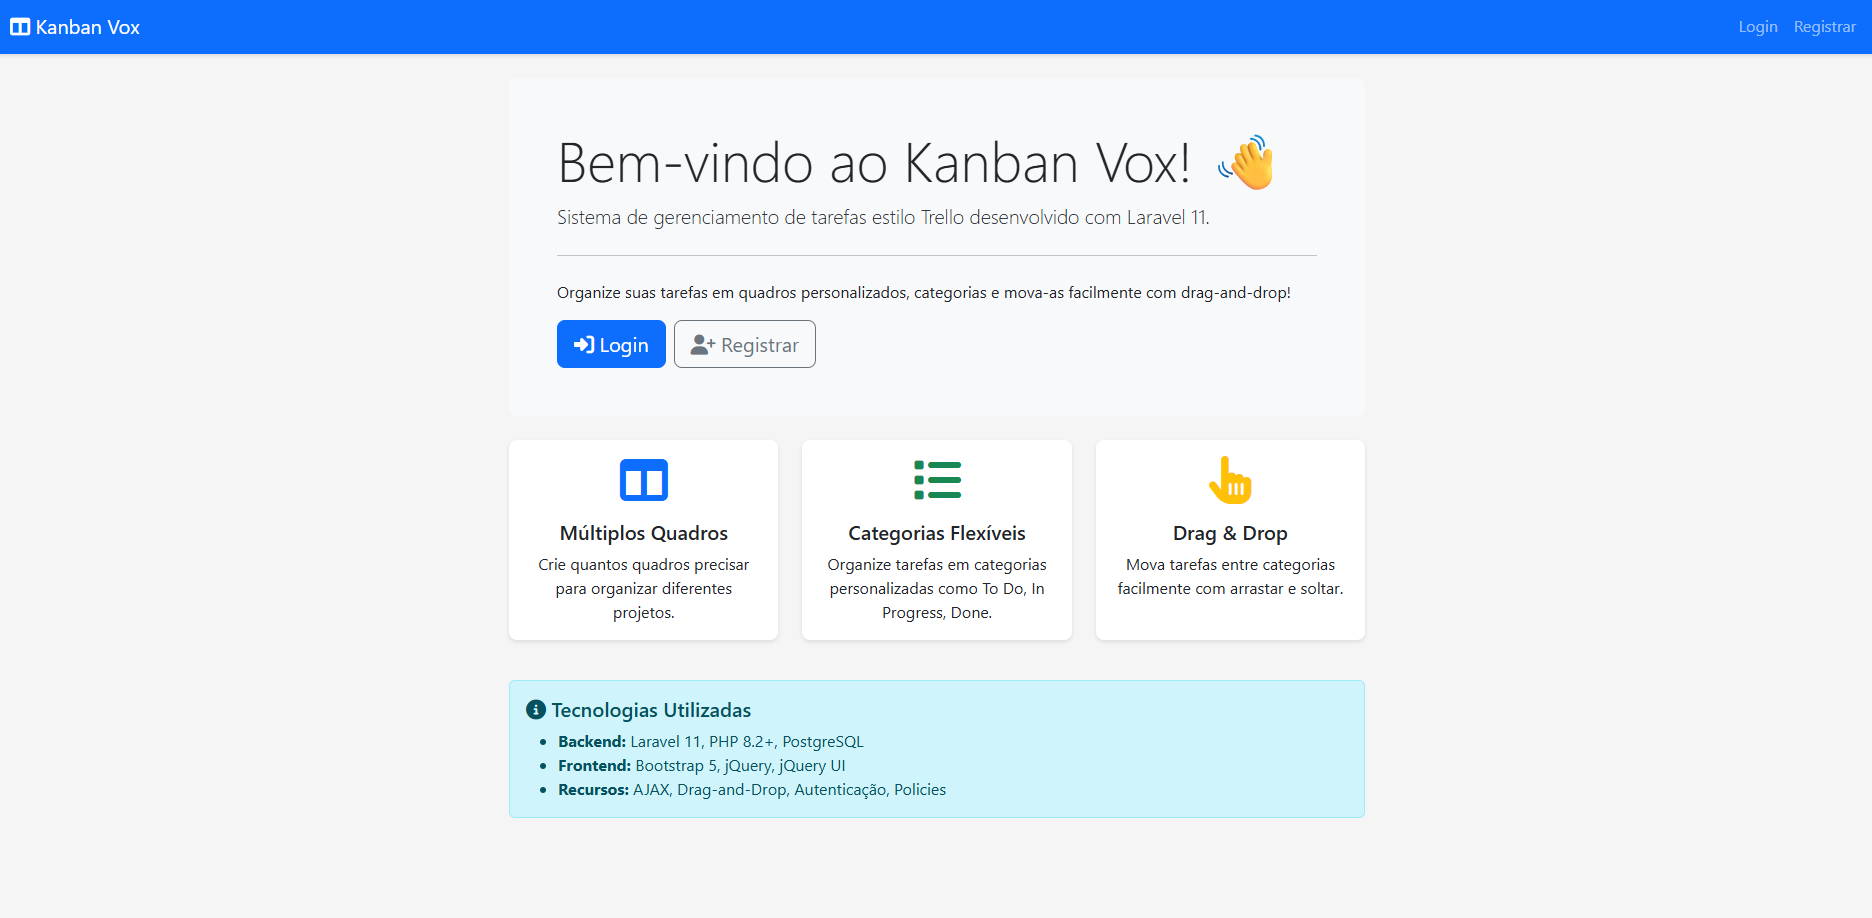 Kanban Vox
Login
Registrar
Bem-vindo ao Kanban Vox! 👋
Sistema de gerenciamento de tarefas estilo Trello desenvolvido com Laravel 11.
Organize suas tarefas em quadros personalizados, categorias e mova-as facilmente com drag-and-drop!
Login
Registrar
Múltiplos Quadros
Crie quantos quadros precisar
para organizar diferentes
projetos.
Categorias Flexíveis
Organize tarefas em categorias
personalizadas como To Do, In
Progress, Done.
Drag & Drop
Mova tarefas entre categorias
facilmente com arrastar e soltar.
Tecnologias Utilizadas
• Backend: Laravel 11, PHP 8.2+, PostgreSQL
• Frontend: Bootstrap 5, jQuery, jQuery UI
• Recursos: AJAX, Drag-and-Drop, Autenticação, Policies